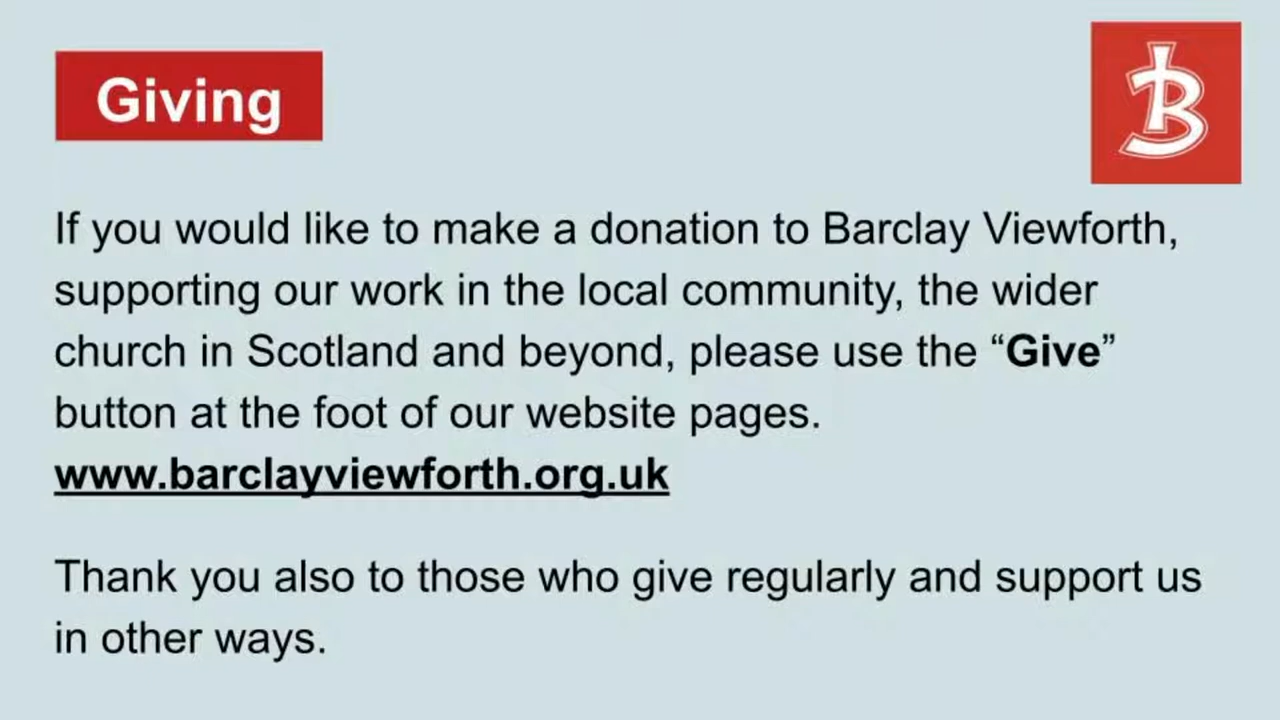 Giving
B
If you would like to make a donation to Barclay Viewforth,
supporting our work in the local community, the wider
church in Scotland and beyond, please use the “Give”
button at the foot of our website pages.
www.barclayviewforth.org.uk
Thank you also to those who give regularly and support us
in other ways.